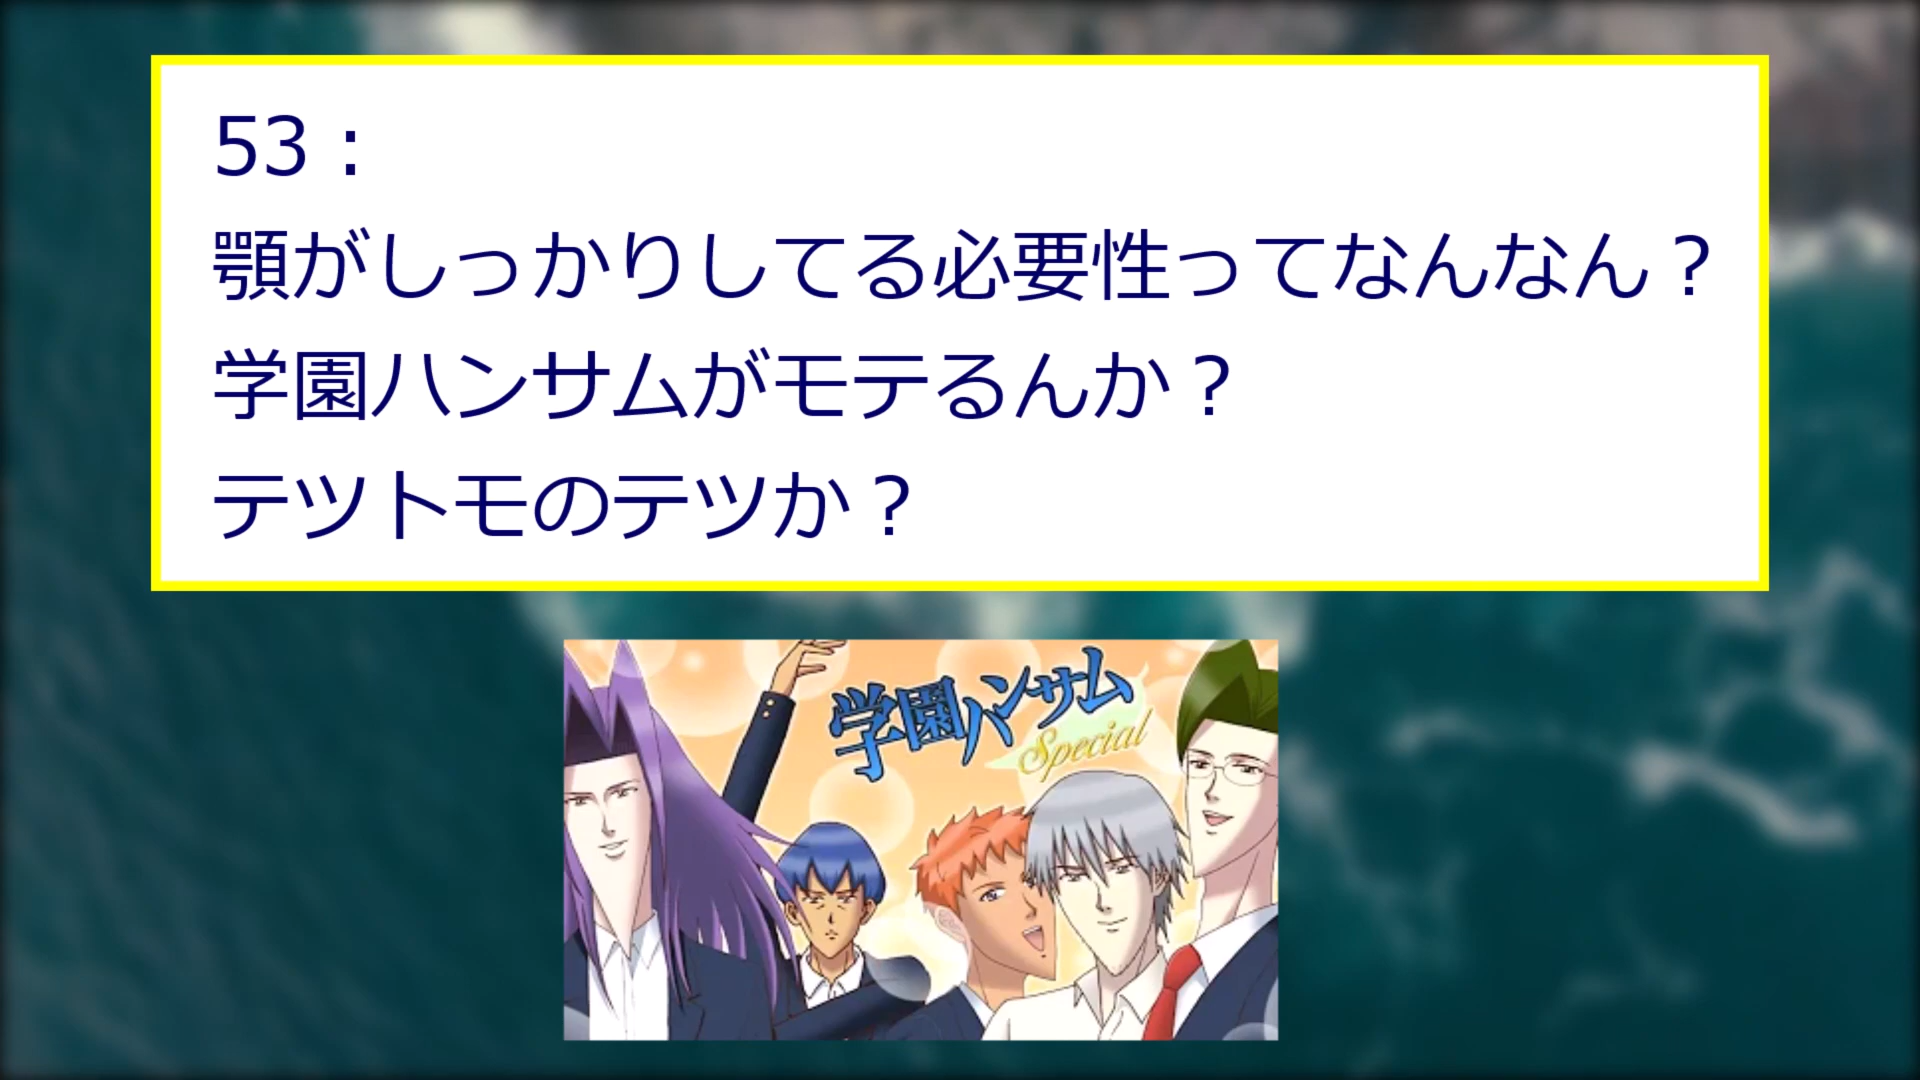 53：
顎がしっかりしてる必要性ってなんなん？
学園ハンサムがモテるんか？
テツトモのテツか？
学園ハンサム
Special